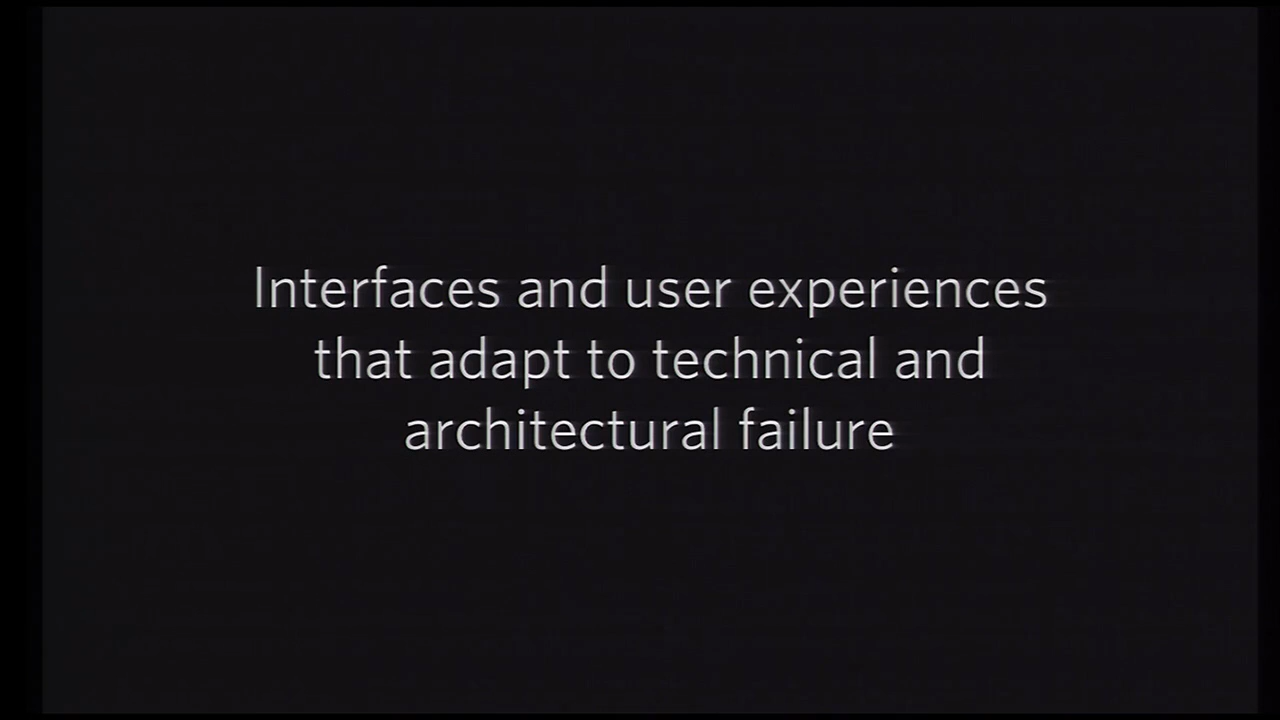 Interfaces and user experiences
that adapt to technical and
architectural failure